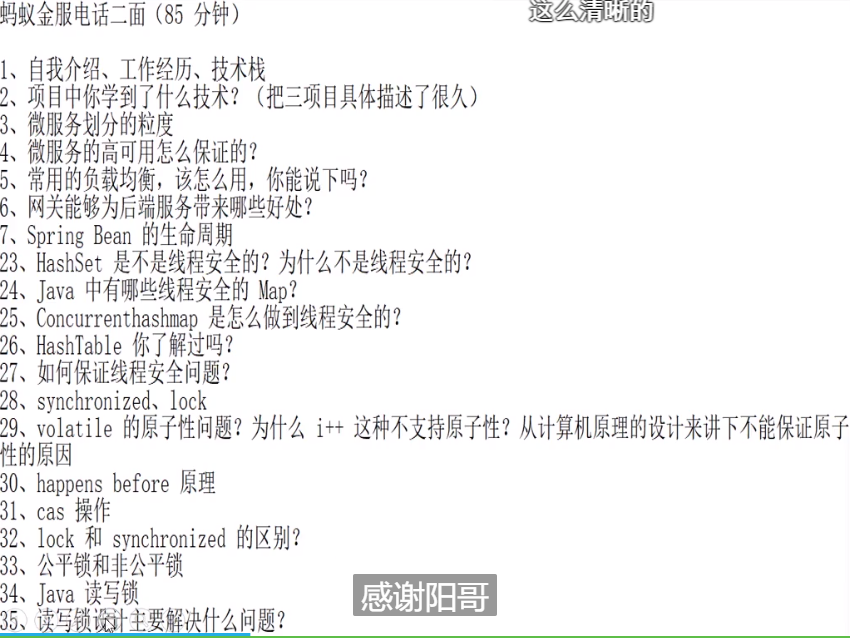 蚂蚁金服电话二面（85 分钟）
这么清晰的
1、自我介绍、工作经历、技术栈
2、项目中你学到了什么技术？（把三项目具体描述了很久）
3、微服务划分的粒度
4、微服务的高可用怎么保证的？
5、常用的负载均衡，该怎么用，你能说下吗？
6、网关能够为后端服务带来哪些好处？
7、Spring Bean 的生命周期
23、HashSet 是不是线程安全的？为什么不是线程安全的？
24、Java 中有哪些线程安全的 Map？
25、Concurrenthashmap 是怎么做到线程安全的？
26、HashTable 你了解过吗？
27、如何保证线程安全问题？
28、synchronized、lock
29、volatile 的原子性问题？为什么 i++ 这种不支持原子性？从计算机原理的设计来讲下不能保证原子
性的原因
30、happens before 原理
31、cas 操作
32、lock 和 synchronized 的区别？
33、公平锁和非公平锁
34、Java 读写锁
35、读写锁设计主要解决什么问题？
感谢阳哥